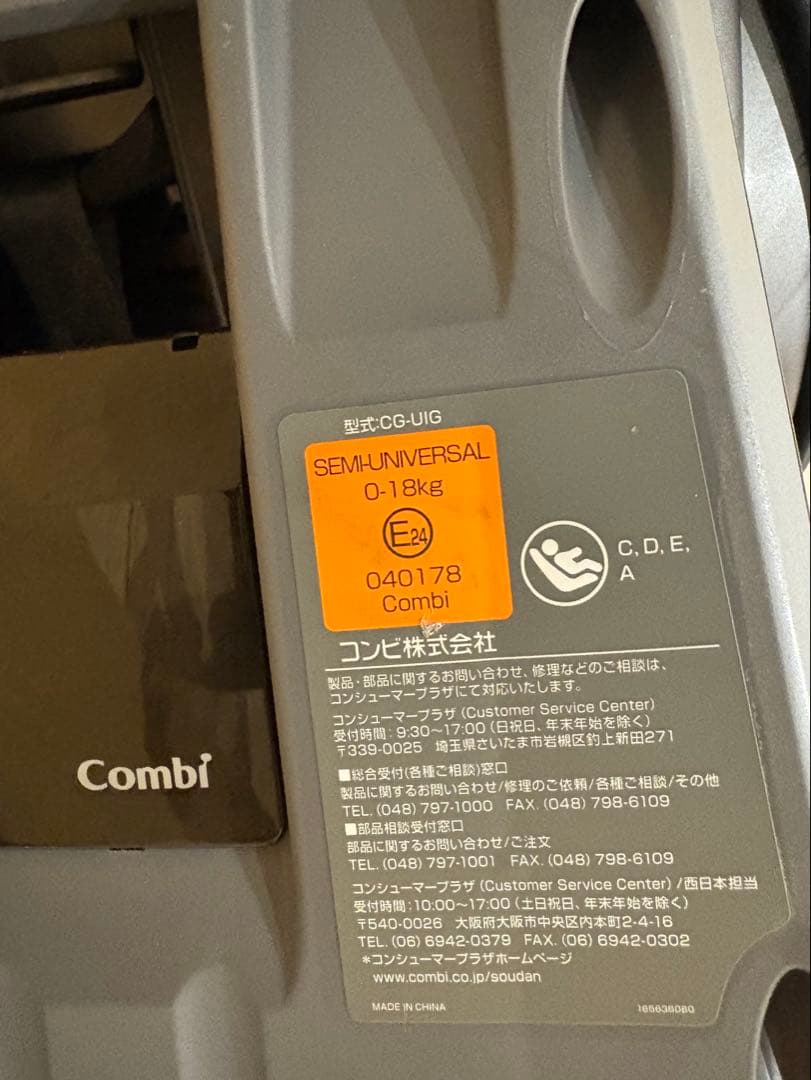 型式:CG-UIG
SEMI-UNIVERSAL
0-18kg
E24
040178
Combi
C, D, E,
A
コンビ株式会社
製品・部品に関するお問い合わせ、修理などのご相談は、
コンシューマープラザにて対応いたします。
コンシューマープラザ (Customer Service Center)
受付時間：9:30~17:00 (日祝日、年末年始を除く)
〒339-0025 埼玉県さいたま市岩槻区釣上新田271
■総合受付(各種ご相談)窓口
製品に関するお問い合わせ/修理のご依頼/各種ご相談/その他
TEL. (048) 797-1000 FAX. (048) 798-6109
■部品相談受付窓口
部品に関するお問い合わせ/ご注文
TEL. (048) 797-1001 FAX. (048) 798-6109
コンシューマープラザ (Customer Service Center) /西日本担当
受付時間：10:00~17:00 (土日祝日、年末年始を除く)
〒540-0026 大阪府大阪市中央区内本町2-4-16
TEL. (06) 6942-0379 FAX. (06) 6942-0302
*コンシューマープラザホームページ
www.combi.co.jp/soudan
MADE IN CHINA 165636080
Combi